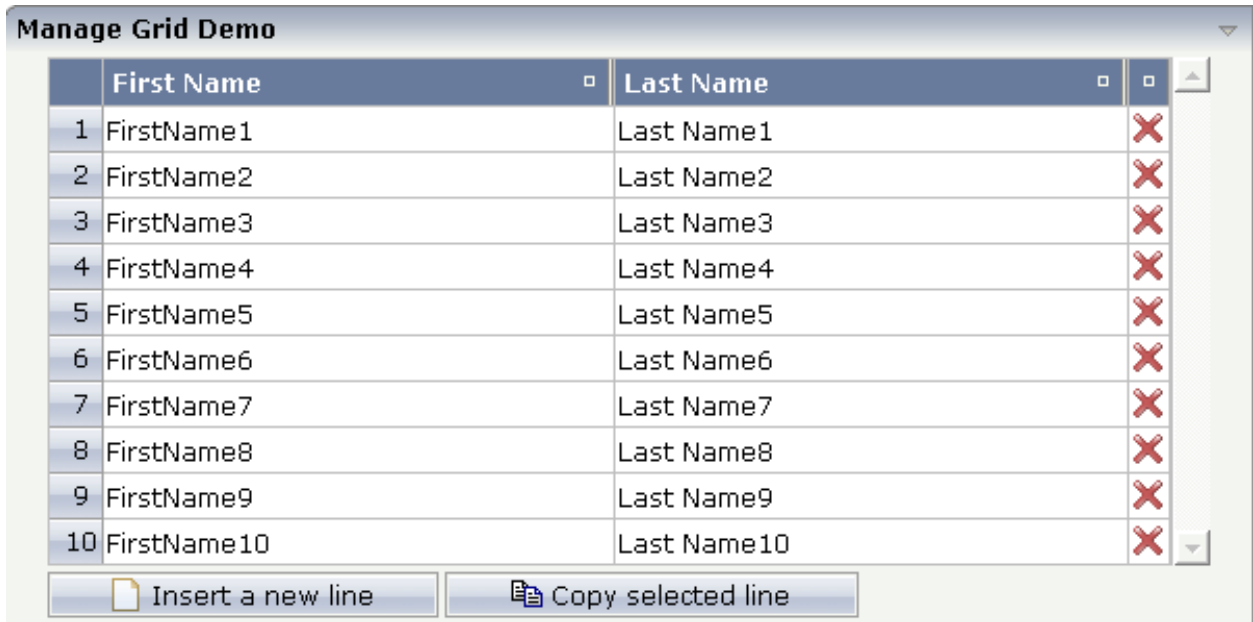 Manage Grid Demo
First Name Last Name
1 FirstName1 Last Name1
2 FirstName2 Last Name2
3 FirstName3 Last Name3
4 FirstName4 Last Name4
5 FirstName5 Last Name5
6 FirstName6 Last Name6
7 FirstName7 Last Name7
8 FirstName8 Last Name8
9 FirstName9 Last Name9
10 FirstName10 Last Name10
Insert a new line Copy selected line